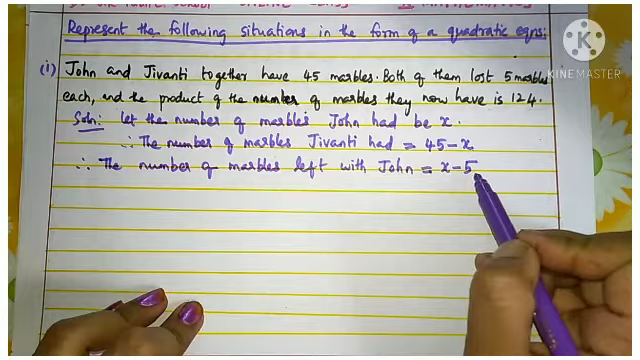 Represent the following situations in the form of a quadratic eqns:
KINEMASTER
(i) John and Jivanti together have 45 marbles. Both of them lost 5 marbles
each, and the product of the number of marbles they now have is 124.
Soln: let the number of marbles John had be x.
∴ The number of marbles Jivanti had = 45 - x
∴ The number of marbles left with John = x - 5